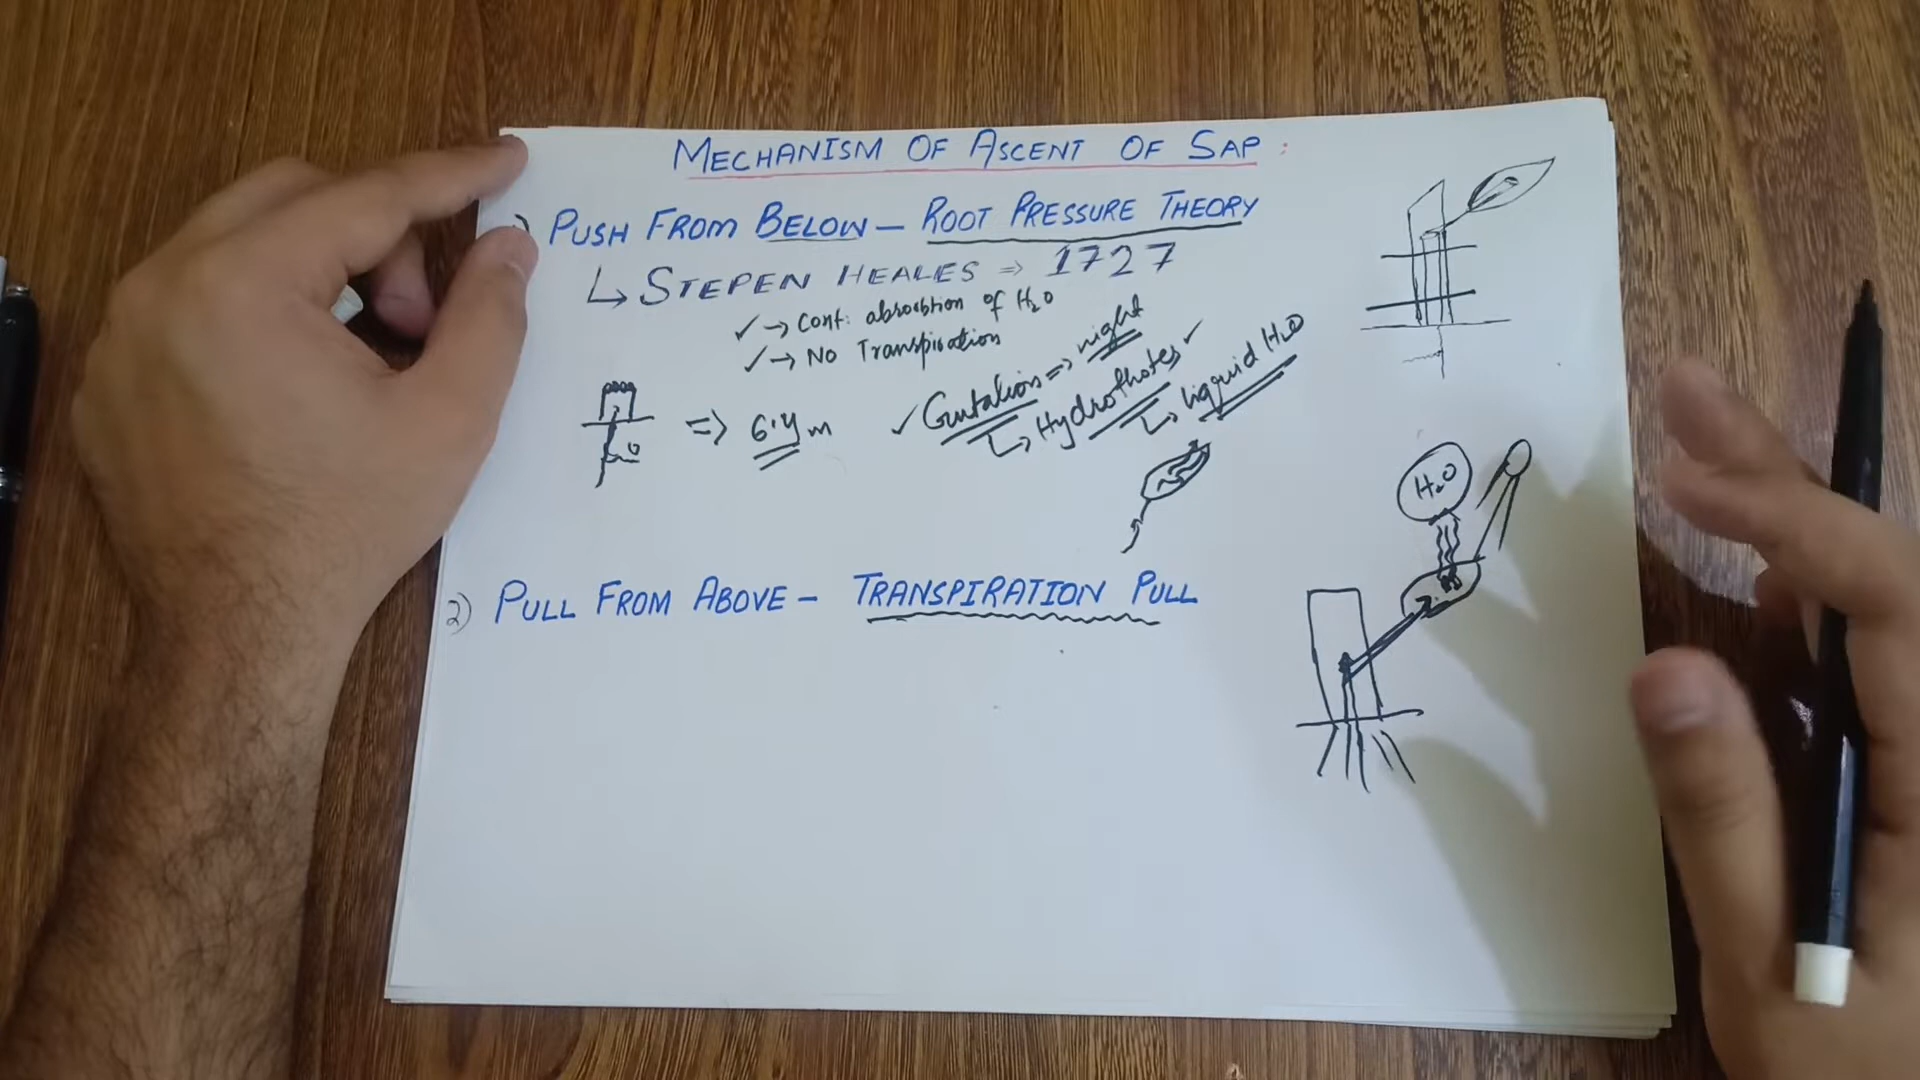 MECHANISM OF ASCENT OF SAP :
) PUSH FROM BELOW – ROOT PRESSURE THEORY
↳ STEPEN HEALES ⇒ 1727
✓ → Cont: absorbtion of H₂O
✓ → No Transpiration
⇒ 6.4 m
✓ Guttation ⇒ night
↳ Hydrothotes ✓
↳ liquid H₂O
H₂O
2) PULL FROM ABOVE – TRANSPIRATION PULL